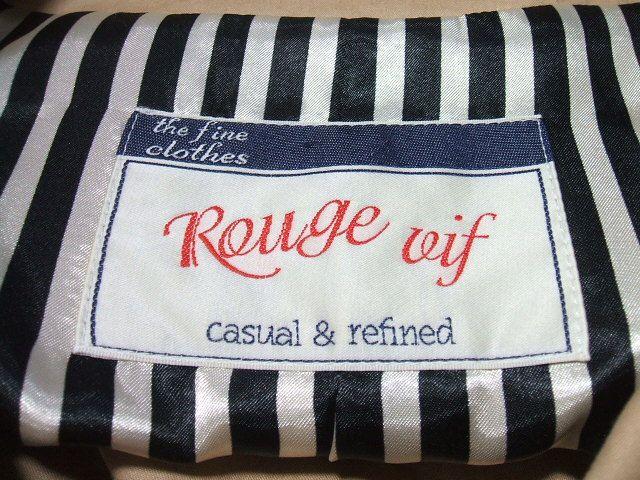 the fine
clothes
Rouge vif
casual & refined